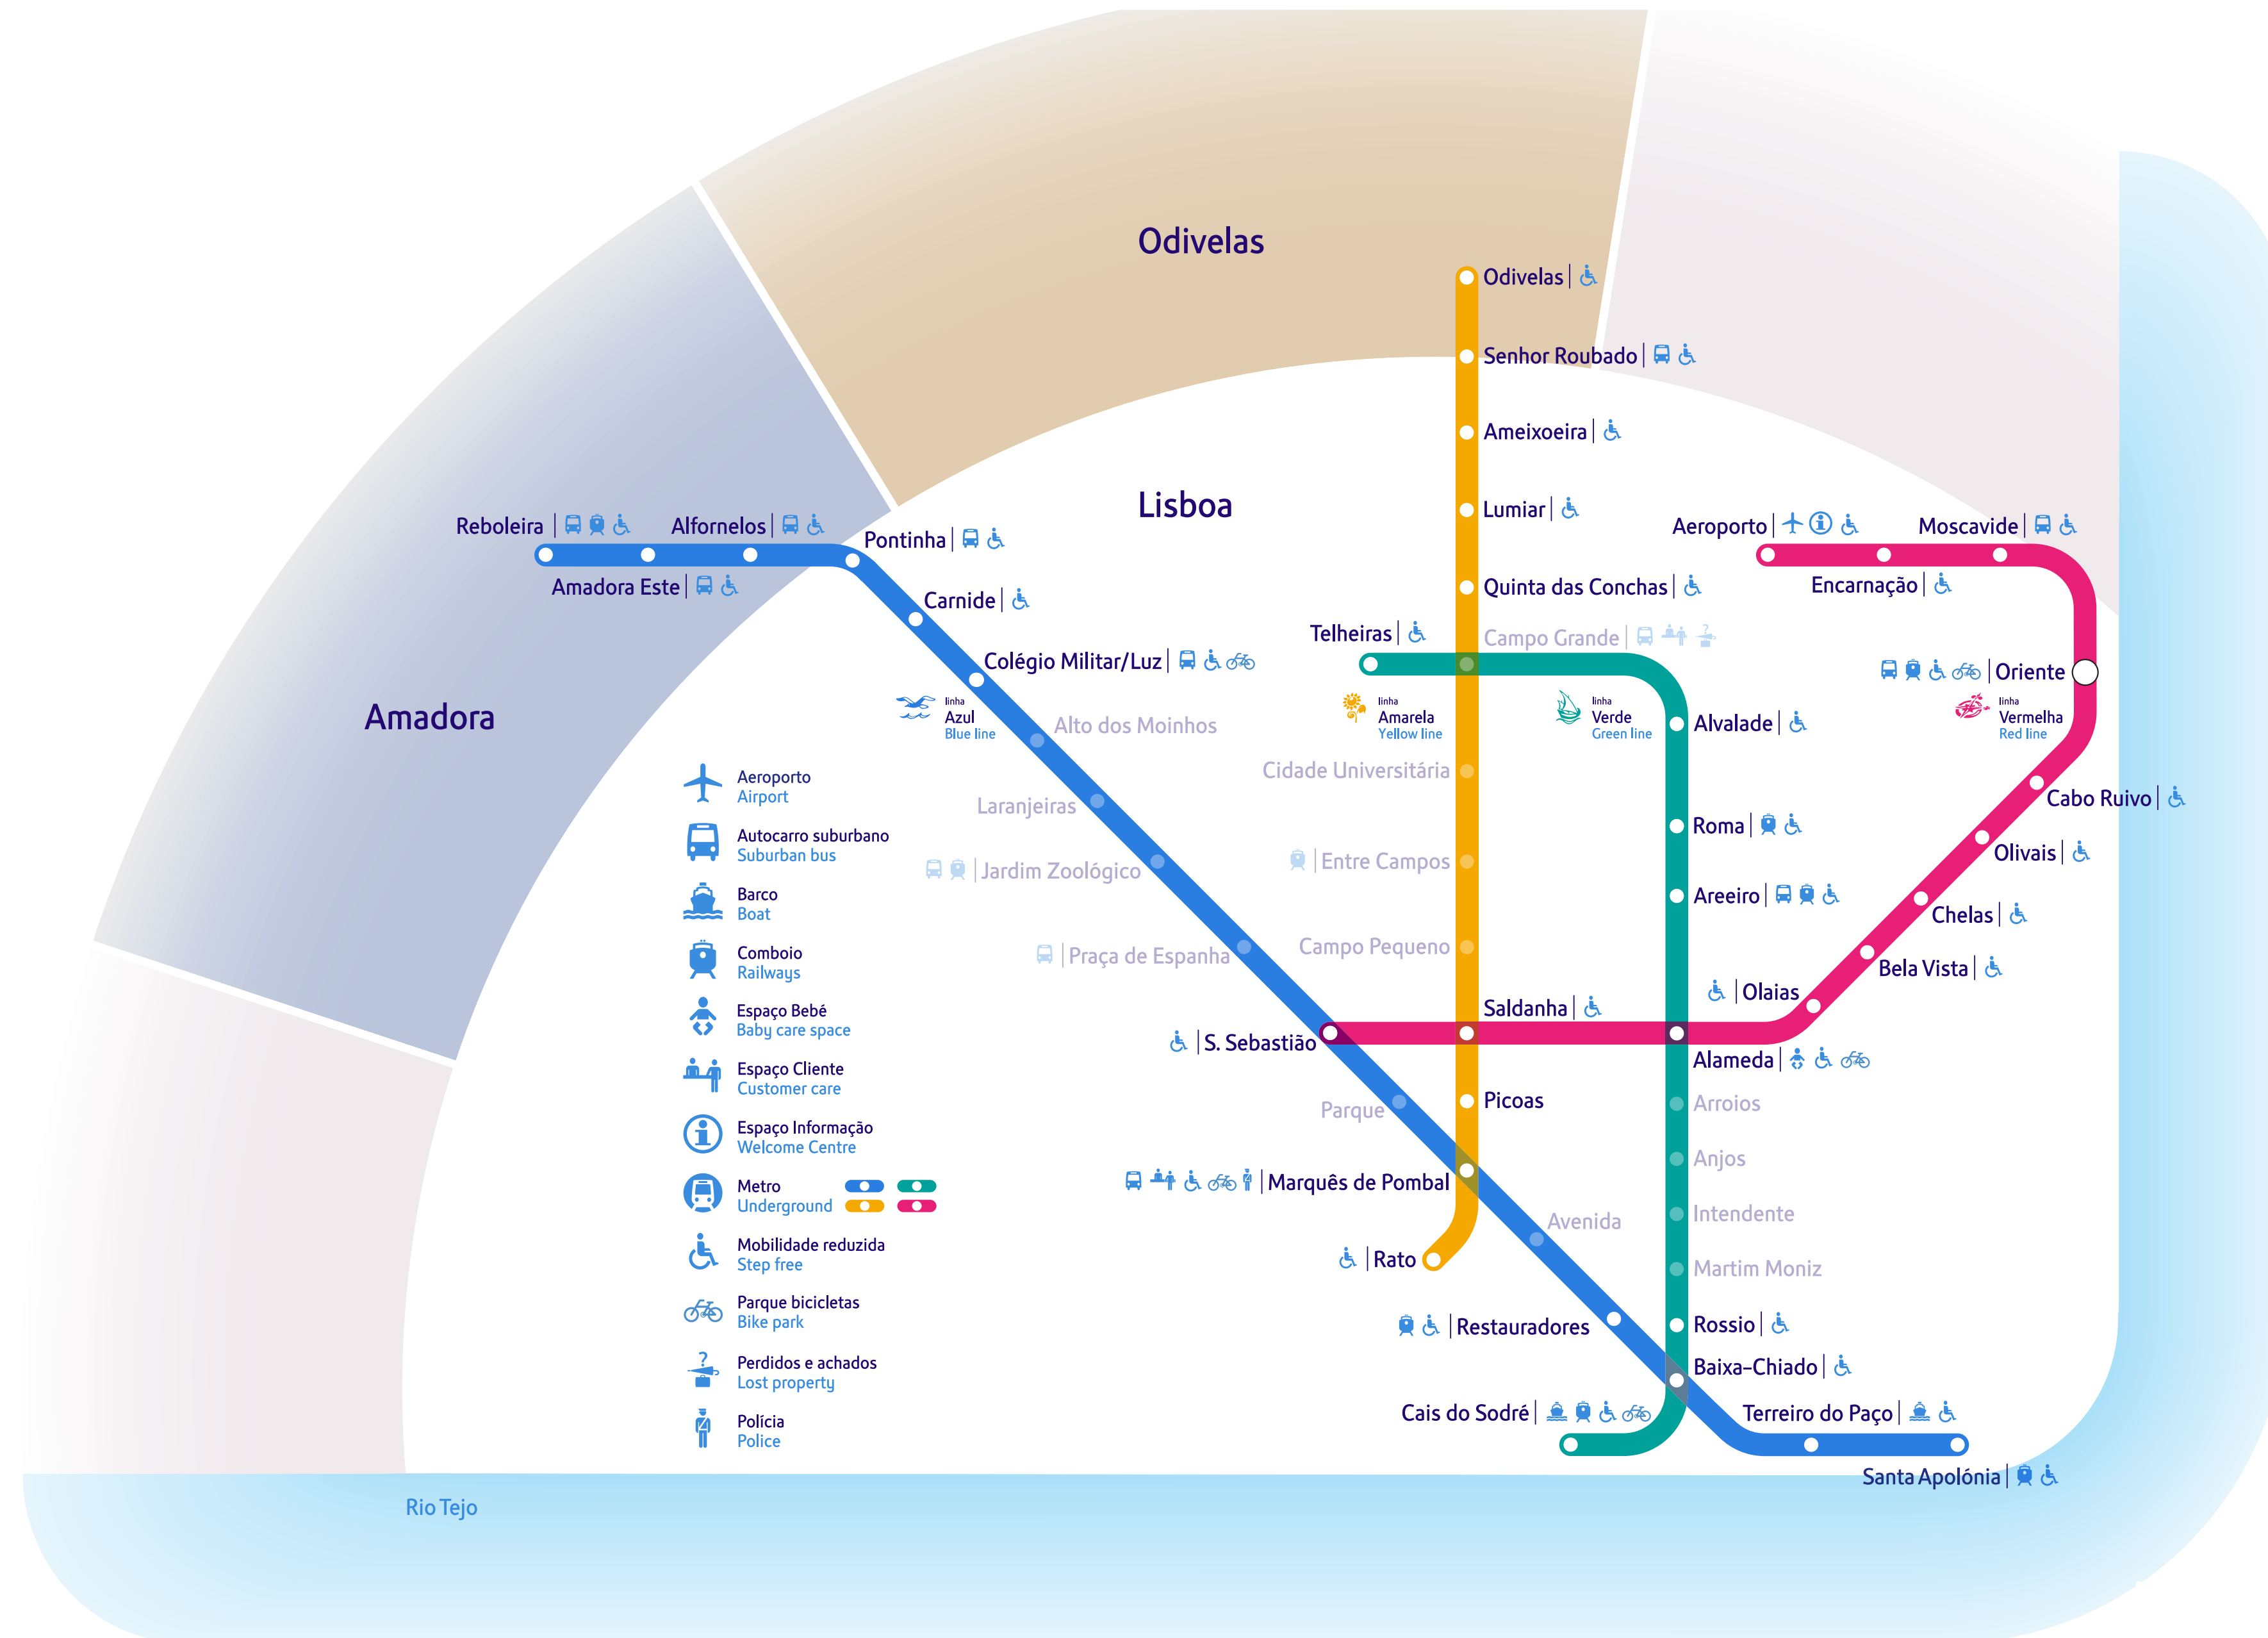 Odivelas
Odivelas
Senhor Roubado
Ameixoeira
Lisboa
Lumiar
Reboleira
Alfornelos
Pontinha
Aeroporto
Moscavide
Amadora Este
Carnide
Quinta das Conchas
Encarnação
Telheiras
Campo Grande
?
Colégio Militar/Luz
Oriente
Amadora
linha
Azul
Blue line
linha
Amarela
Yellow line
linha
Verde
Green line
linha
Vermelha
Red line
Alto dos Moinhos
Alvalade
Cidade Universitária
Cabo Ruivo
Laranjeiras
Roma
Olivais
Jardim Zoológico
Entre Campos
Areeiro
Chelas
Praça de Espanha
Campo Pequeno
Bela Vista
Olaias
Saldanha
S. Sebastião
Alameda
Parque
Picoas
Arroios
Anjos
Marquês de Pombal
Avenida
Intendente
Rato
Martim Moniz
Restauradores
Rossio
Baixa-Chiado
Cais do Sodré
Terreiro do Paço
Santa Apolónia
Aeroporto
Airport
Autocarro suburbano
Suburban bus
Barco
Boat
Comboio
Railways
Espaço Bebé
Baby care space
Espaço Cliente
Customer care
Espaço Informação
Welcome Centre
Metro
Underground
Mobilidade reduzida
Step free
Parque bicicletas
Bike park
?
Perdidos e achados
Lost property
Polícia
Police
Rio Tejo